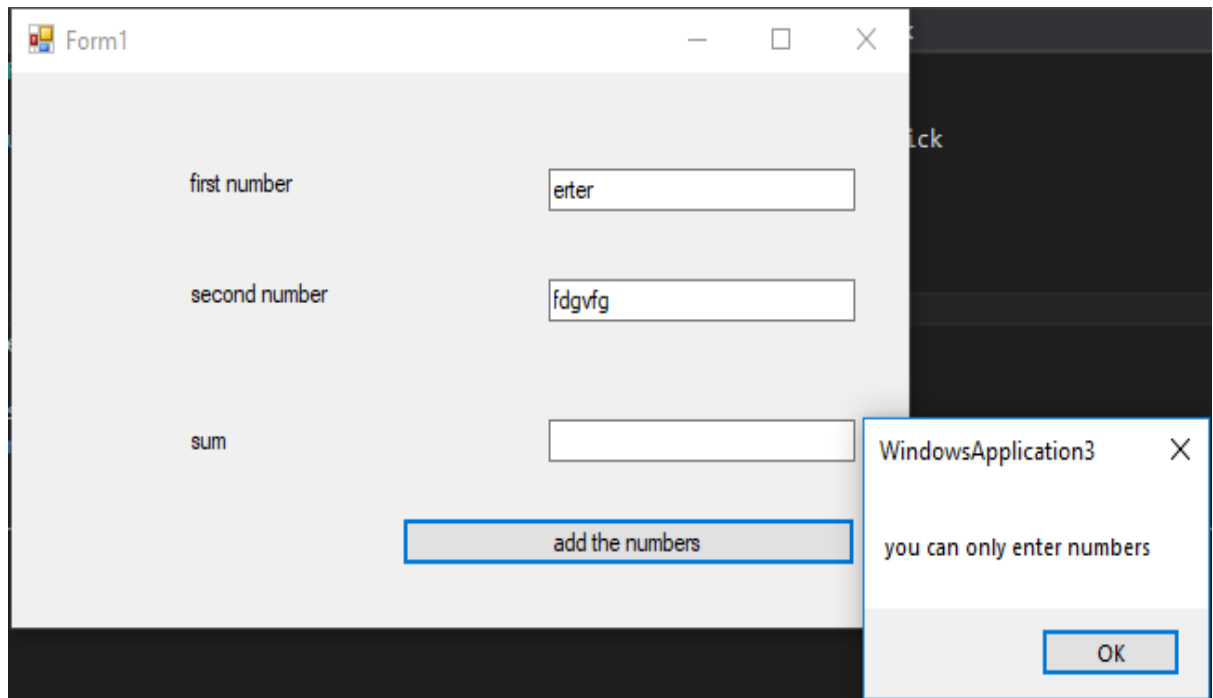 Form1
ick
first number
erter
second number
fdgvfg
sum
WindowsApplication3
add the numbers
you can only enter numbers
OK